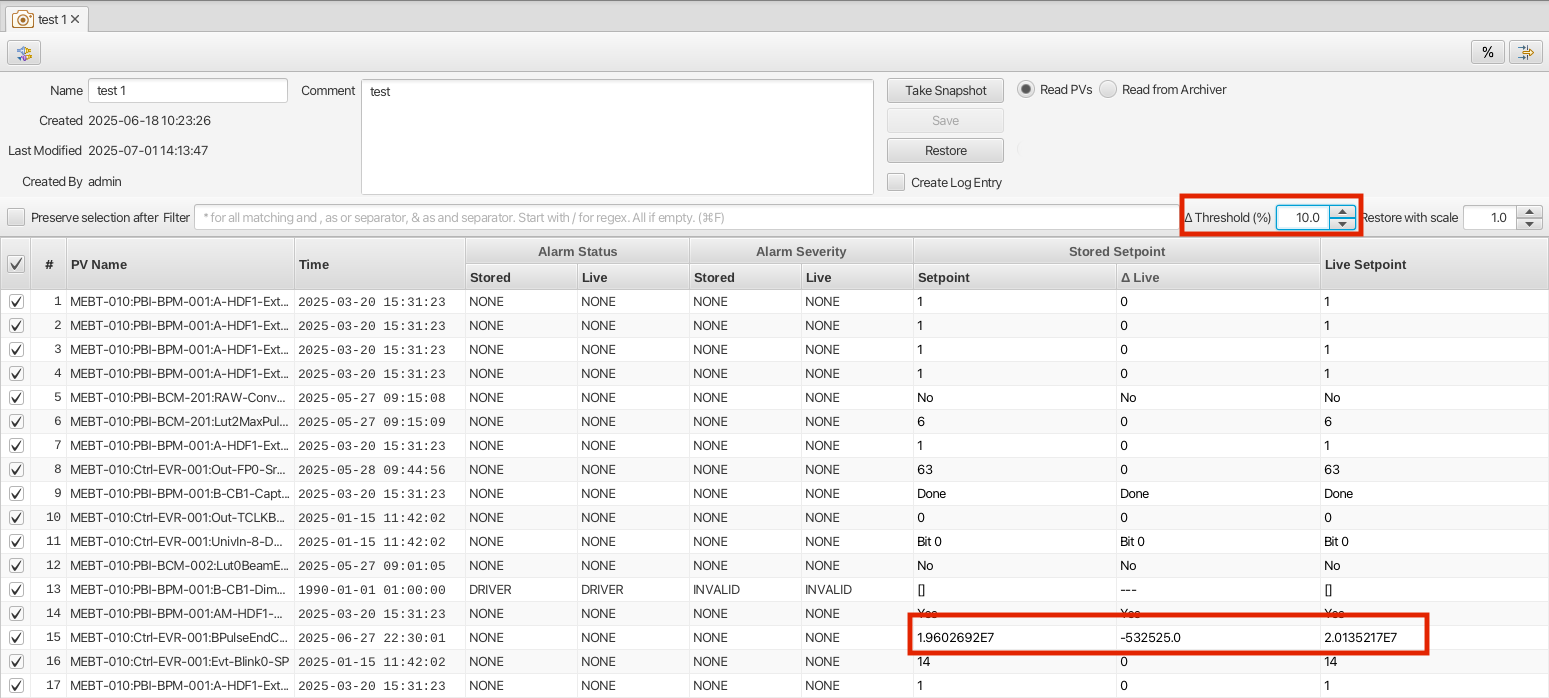 test 1
%
Name test 1 Comment test Take Snapshot Read PVs Read from Archiver
Created 2025-06-18 10:23:26 Save
Last Modified 2025-07-01 14:13:47 Restore
Created By admin Create Log Entry
Preserve selection after Filter * for all matching and , as or separator, & as and separator. Start with / for regex. All if empty. (⌘F) Δ Threshold (%) 10.0 Restore with scale 1.0
# PV Name Time Alarm Status Alarm Severity Stored Setpoint Live Setpoint
Stored Live Stored Live Setpoint Δ Live
1 MEBT-010:PBI-BPM-001:A-HDF1-Ext... 2025-03-20 15:31:23 NONE NONE NONE NONE 1 0 1
2 MEBT-010:PBI-BPM-001:A-HDF1-Ext... 2025-03-20 15:31:23 NONE NONE NONE NONE 1 0 1
3 MEBT-010:PBI-BPM-001:A-HDF1-Ext... 2025-03-20 15:31:23 NONE NONE NONE NONE 1 0 1
4 MEBT-010:PBI-BPM-001:A-HDF1-Ext... 2025-03-20 15:31:23 NONE NONE NONE NONE 1 0 1
5 MEBT-010:PBI-BCM-201:RAW-Conv... 2025-05-27 09:15:08 NONE NONE NONE NONE No No No
6 MEBT-010:PBI-BCM-201:Lut2MaxPul... 2025-05-27 09:15:09 NONE NONE NONE NONE 6 0 6
7 MEBT-010:PBI-BPM-001:A-HDF1-Ext... 2025-03-20 15:31:23 NONE NONE NONE NONE 1 0 1
8 MEBT-010:Ctrl-EVR-001:Out-FP0-Sr... 2025-05-28 09:44:56 NONE NONE NONE NONE 63 0 63
9 MEBT-010:PBI-BPM-001:B-CB1-Capt... 2025-03-20 15:31:23 NONE NONE NONE NONE Done Done Done
10 MEBT-010:Ctrl-EVR-001:Out-TCLKB... 2025-01-15 11:42:02 NONE NONE NONE NONE 0 0 0
11 MEBT-010:Ctrl-EVR-001:UnivIn-8-D... 2025-01-15 11:42:02 NONE NONE NONE NONE Bit 0 Bit 0 Bit 0
12 MEBT-010:PBI-BCM-002:Lut0BeamE... 2025-05-27 09:01:05 NONE NONE NONE NONE No No No
13 MEBT-010:PBI-BPM-001:B-CB1-Dim... 1990-01-01 01:00:00 DRIVER DRIVER INVALID INVALID [] --- []
14 MEBT-010:PBI-BPM-001:AM-HDF1-... 2025-03-20 15:31:23 NONE NONE NONE NONE Yes Yes Yes
15 MEBT-010:Ctrl-EVR-001:BPulseEndC... 2025-06-27 22:30:01 NONE NONE NONE NONE 1.9602692E7 -532525.0 2.0135217E7
16 MEBT-010:Ctrl-EVR-001:Evt-Blink0-SP 2025-01-15 11:42:02 NONE NONE NONE NONE 14 0 14
17 MEBT-010:PBI-BPM-001:A-HDF1-Ext... 2025-03-20 15:31:23 NONE NONE NONE NONE 1 0 1